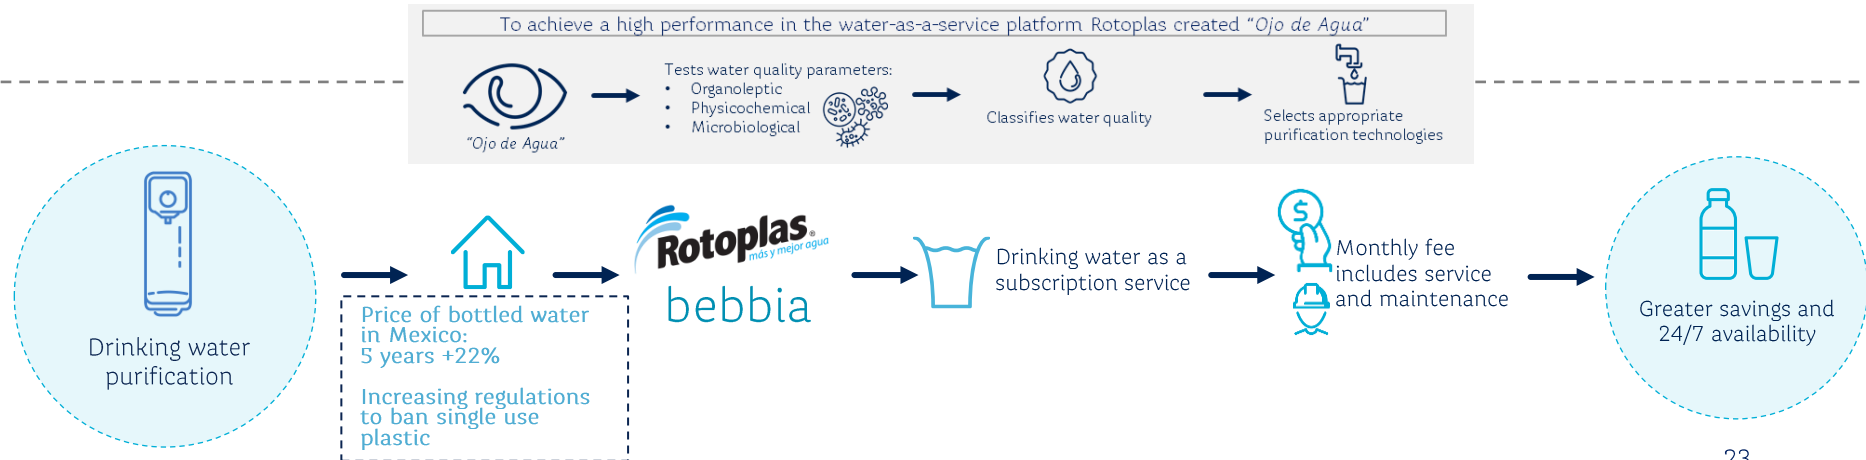 To achieve a high performance in the water-as-a-service platform Rotoplas created “Ojo de Agua”
“Ojo de Agua”
Tests water quality parameters:
• Organoleptic
• Physicochemical
• Microbiological
Classifies water quality
Selects appropriate
purification technologies
Drinking water
purification
Price of bottled water
in Mexico:
5 years +22%
Increasing regulations
to ban single use
plastic
Rotoplas®
más y mejor agua
bebbia
Drinking water as a
subscription service
$
Monthly fee
includes service
and maintenance
Greater savings and
24/7 availability
23